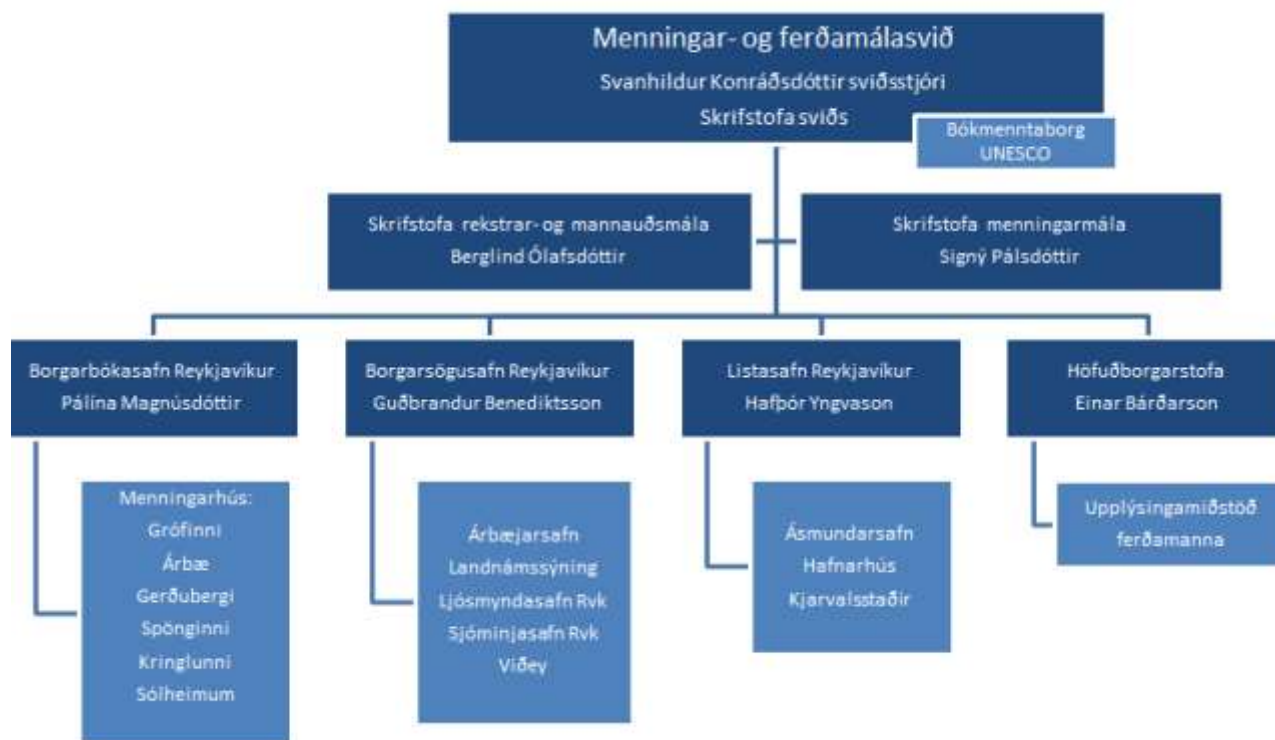 Menningar- og ferðamálasvið
Svanhildur Konráðsdóttir sviðsstjóri
Skrifstofa sviðs
Bókmenntaborg
UNESCO
Skrifstofa rekstrar- og mannauðsmála
Berglind Ólafsdóttir
Skrifstofa menningarmála
Signý Pálsdóttir
Borgarbókasafn Reykjavíkur
Pálína Magnúsdóttir
Borgarsögusafn Reykjavíkur
Guðbrandur Benediktsson
Listasafn Reykjavíkur
Hafþór Yngvason
Höfuðborgarstofa
Einar Bárðarson
Menningarhús:
Grófinni
Árbæ
Gerðubergi
Spönginni
Kringlunni
Sólheimum
Árbæjarsafn
Landnámssýning
Ljósmyndasafn Rvk
Sjóminjasafn Rvk
Viðey
Ásmundarsafn
Hafnarhús
Kjarvalsstaðir
Upplýsingamiðstöð
ferðamanna